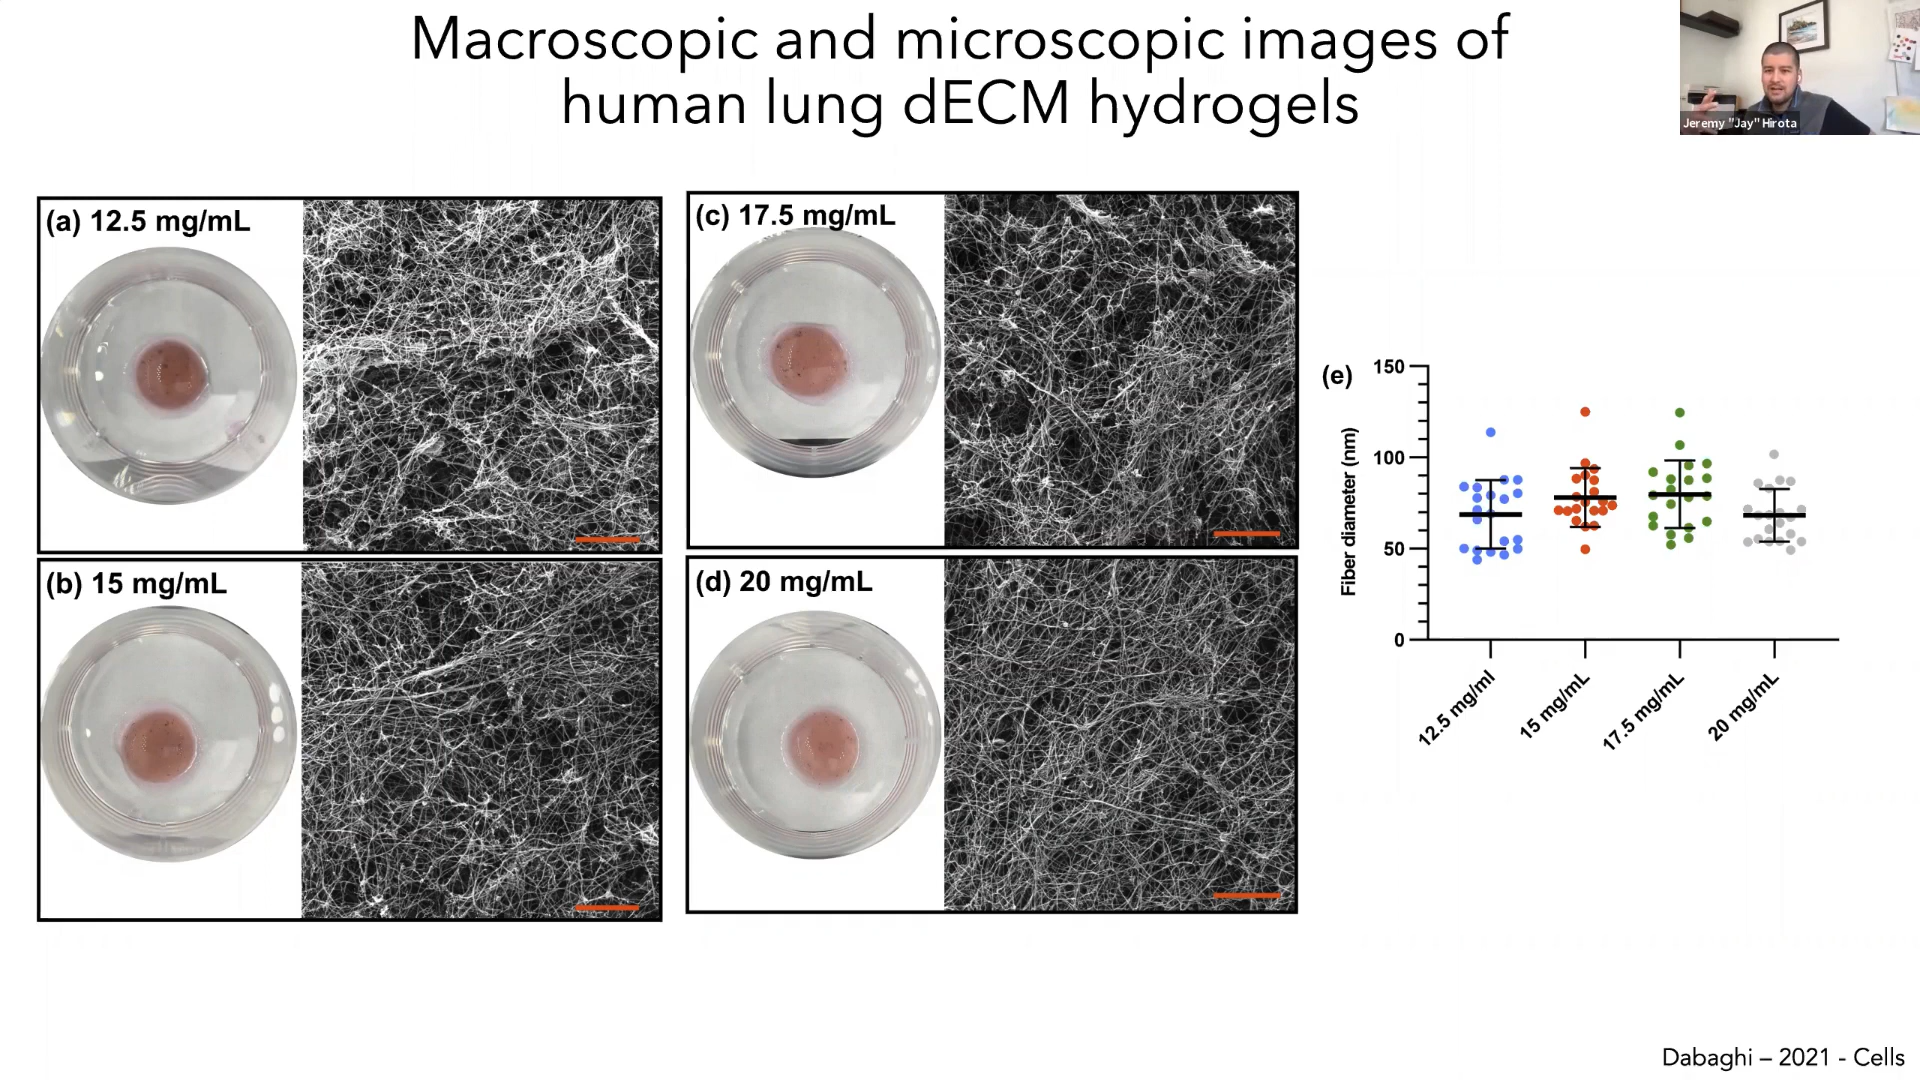 Macroscopic and microscopic images of
human lung dECM hydrogels
Jeremy "Jay" Hirota
(a) 12.5 mg/mL
(c) 17.5 mg/mL
(b) 15 mg/mL
(d) 20 mg/mL
(e)
Fiber diameter (nm)
150
100
50
0
12.5 mg/ml
15 mg/mL
17.5 mg/mL
20 mg/mL
Dabaghi – 2021 - Cells